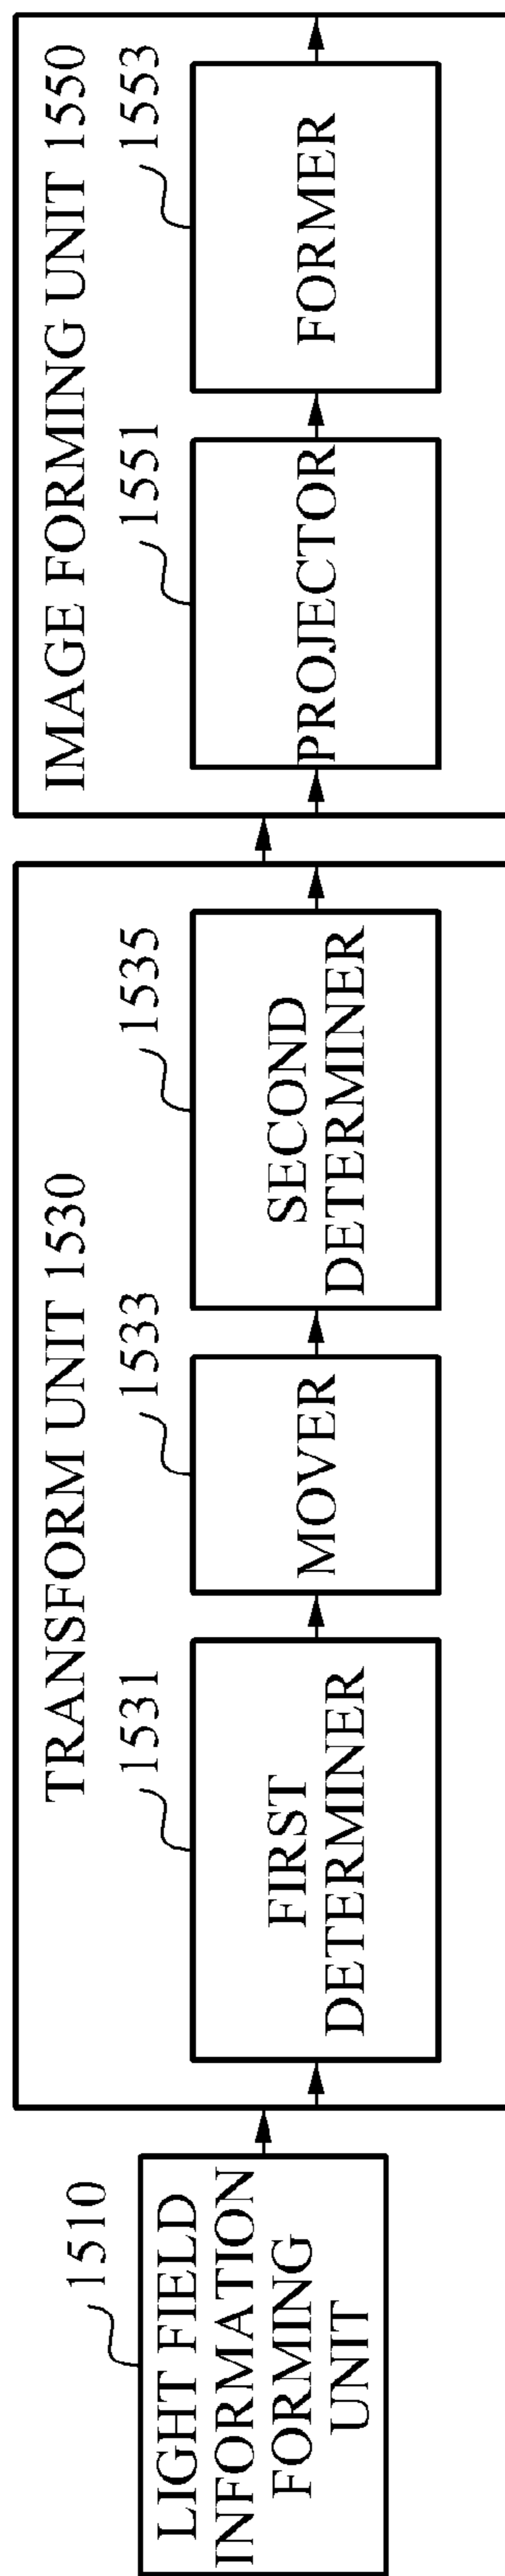 1510
LIGHT FIELD
INFORMATION
FORMING
UNIT
TRANSFORM UNIT 1530
1531
FIRST
DETERMINER
1533
MOVER
1535
SECOND
DETERMINER
IMAGE FORMING UNIT 1550
1551
PROJECTOR
1553
FORMER